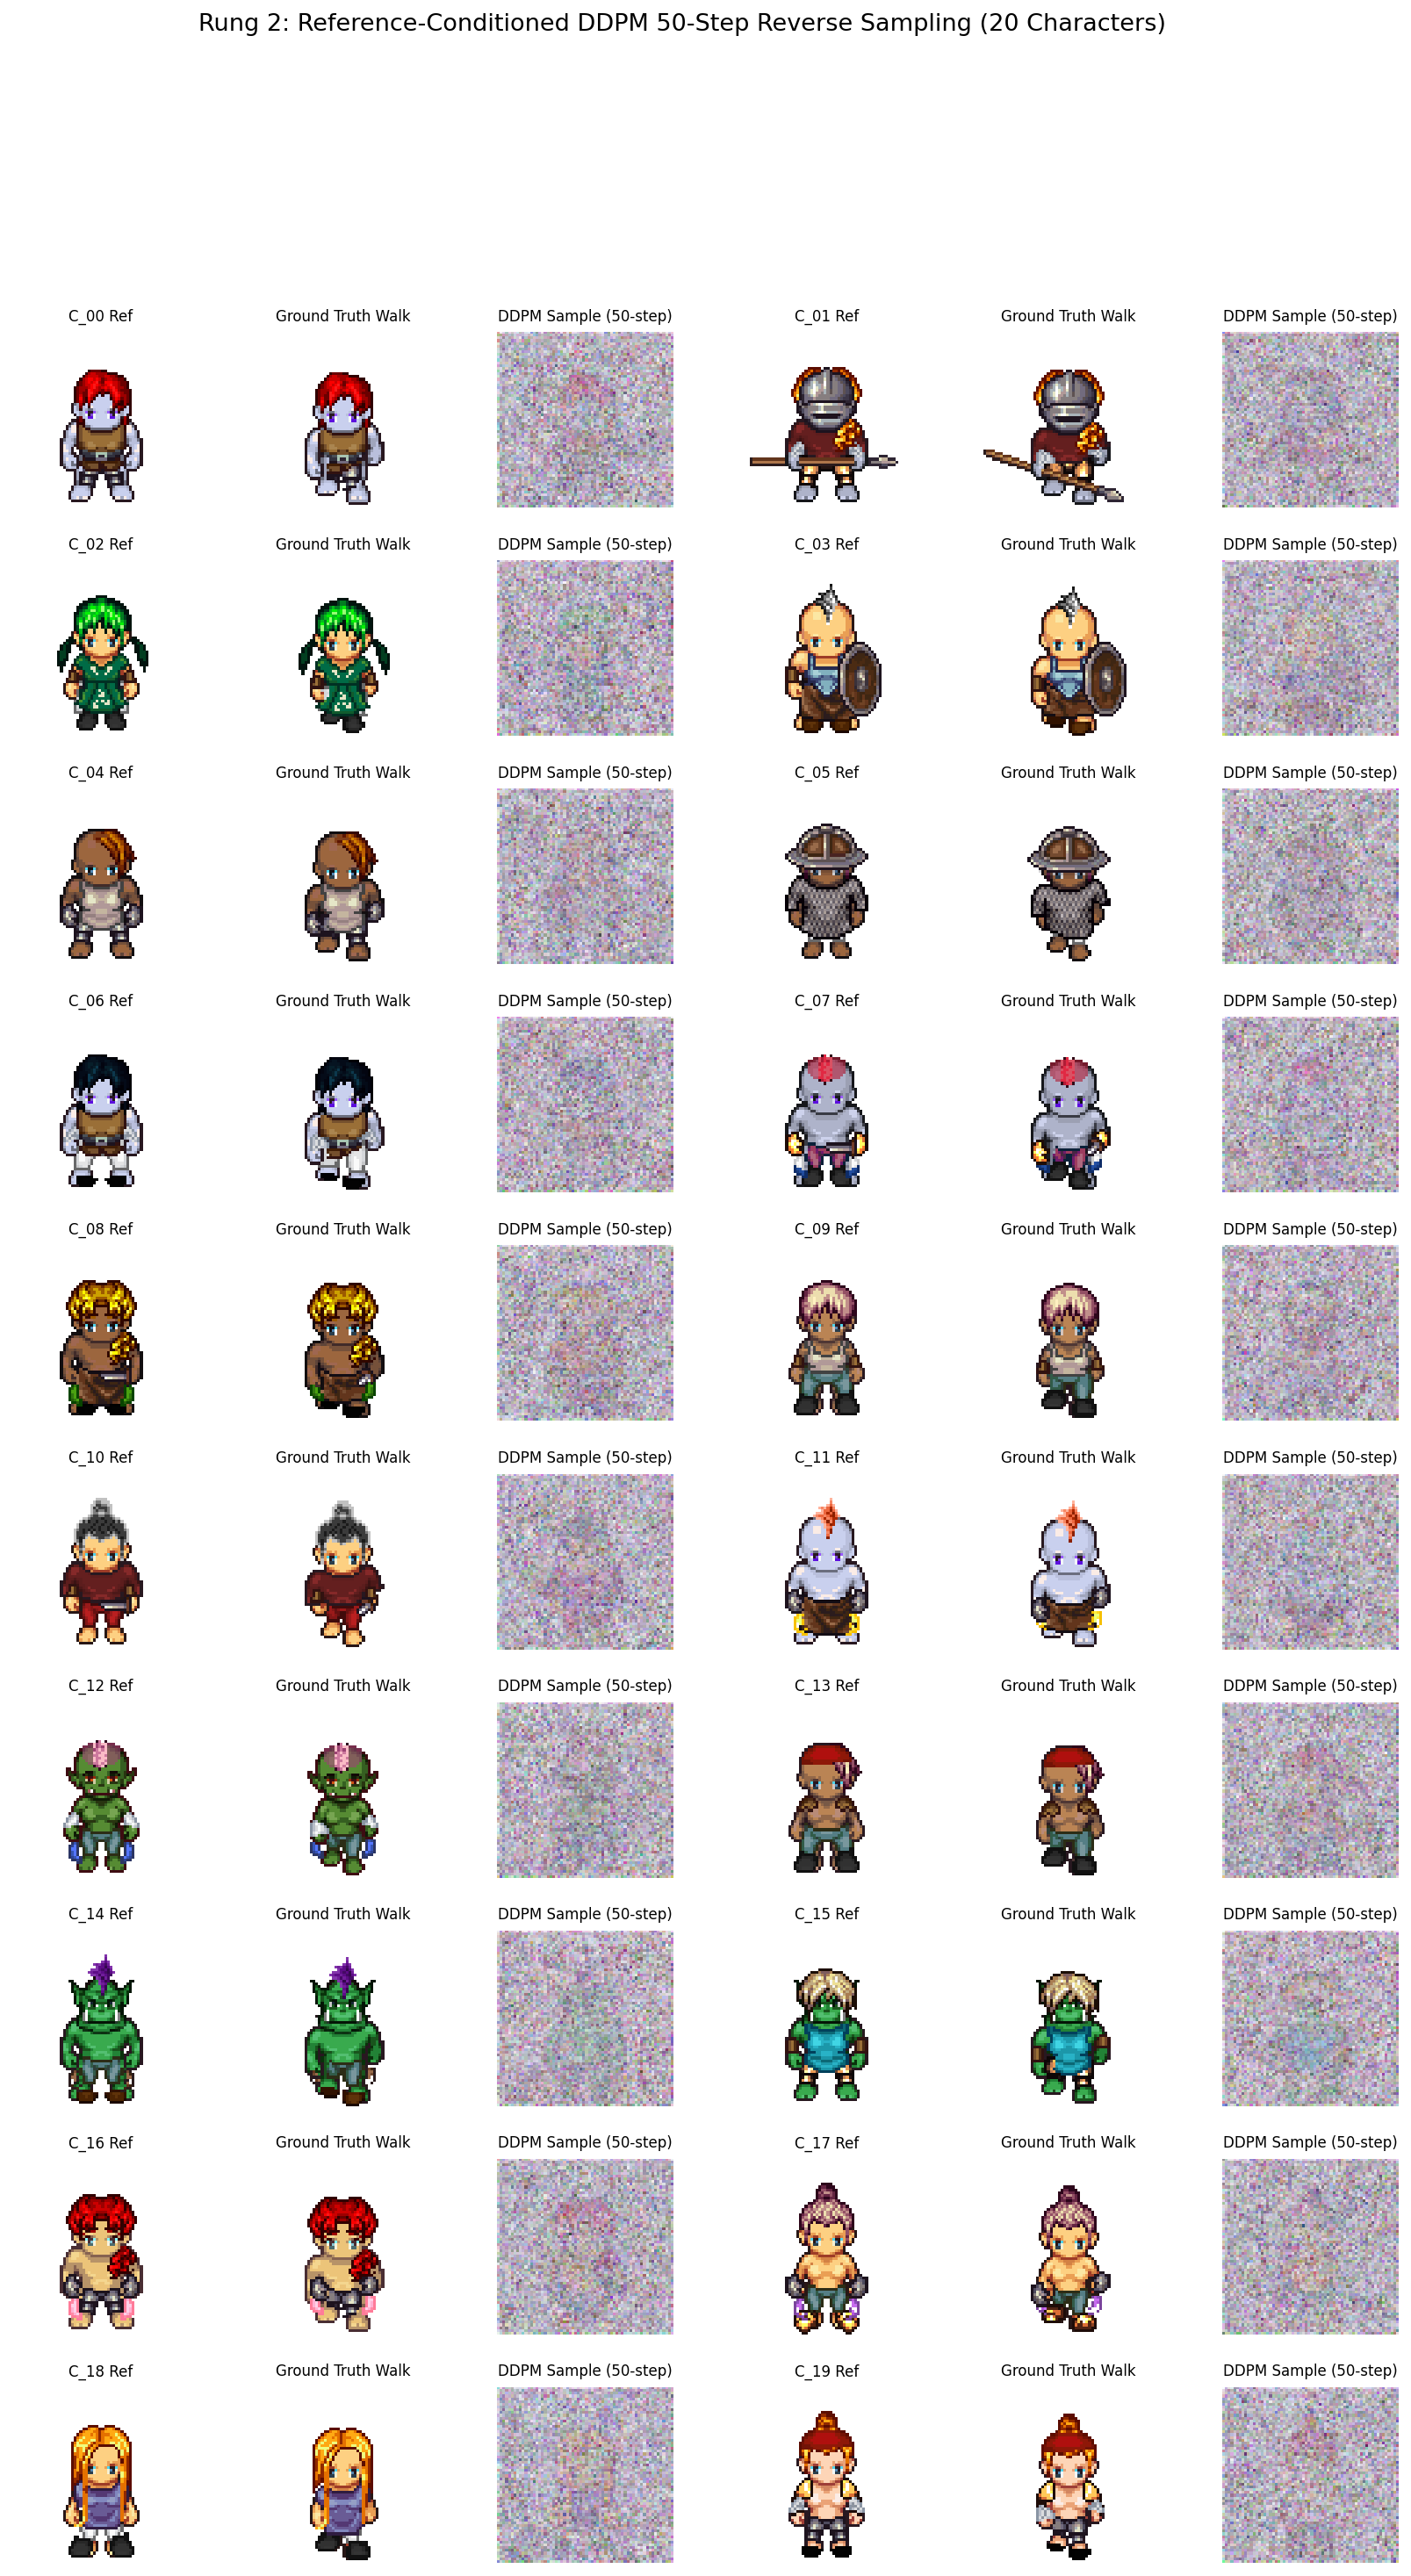 Rung 2: Reference-Conditioned DDPM 50-Step Reverse Sampling (20 Characters)
C_00 Ref Ground Truth Walk DDPM Sample (50-step) C_01 Ref Ground Truth Walk DDPM Sample (50-step)
C_02 Ref Ground Truth Walk DDPM Sample (50-step) C_03 Ref Ground Truth Walk DDPM Sample (50-step)
C_04 Ref Ground Truth Walk DDPM Sample (50-step) C_05 Ref Ground Truth Walk DDPM Sample (50-step)
C_06 Ref Ground Truth Walk DDPM Sample (50-step) C_07 Ref Ground Truth Walk DDPM Sample (50-step)
C_08 Ref Ground Truth Walk DDPM Sample (50-step) C_09 Ref Ground Truth Walk DDPM Sample (50-step)
C_10 Ref Ground Truth Walk DDPM Sample (50-step) C_11 Ref Ground Truth Walk DDPM Sample (50-step)
C_12 Ref Ground Truth Walk DDPM Sample (50-step) C_13 Ref Ground Truth Walk DDPM Sample (50-step)
C_14 Ref Ground Truth Walk DDPM Sample (50-step) C_15 Ref Ground Truth Walk DDPM Sample (50-step)
C_16 Ref Ground Truth Walk DDPM Sample (50-step) C_17 Ref Ground Truth Walk DDPM Sample (50-step)
C_18 Ref Ground Truth Walk DDPM Sample (50-step) C_19 Ref Ground Truth Walk DDPM Sample (50-step)